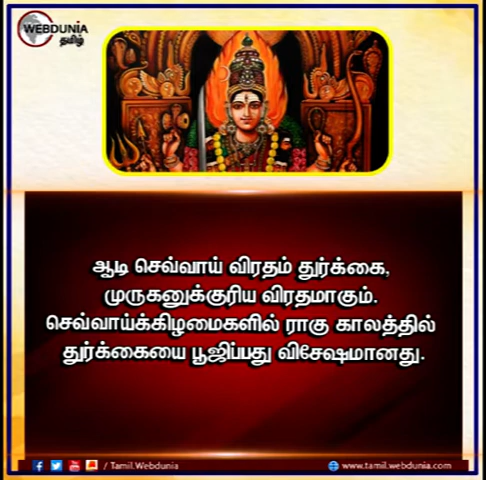 WEBDUNIA
தமிழ்
ஆடி செவ்வாய் விரதம் துர்க்கை,
முருகனுக்குரிய விரதமாகும்.
செவ்வாய்க்கிழமைகளில் ராகு காலத்தில்
துர்க்கையை பூஜிப்பது விசேஷமானது.
/ Tamil.Webdunia
www.tamil.webdunia.com